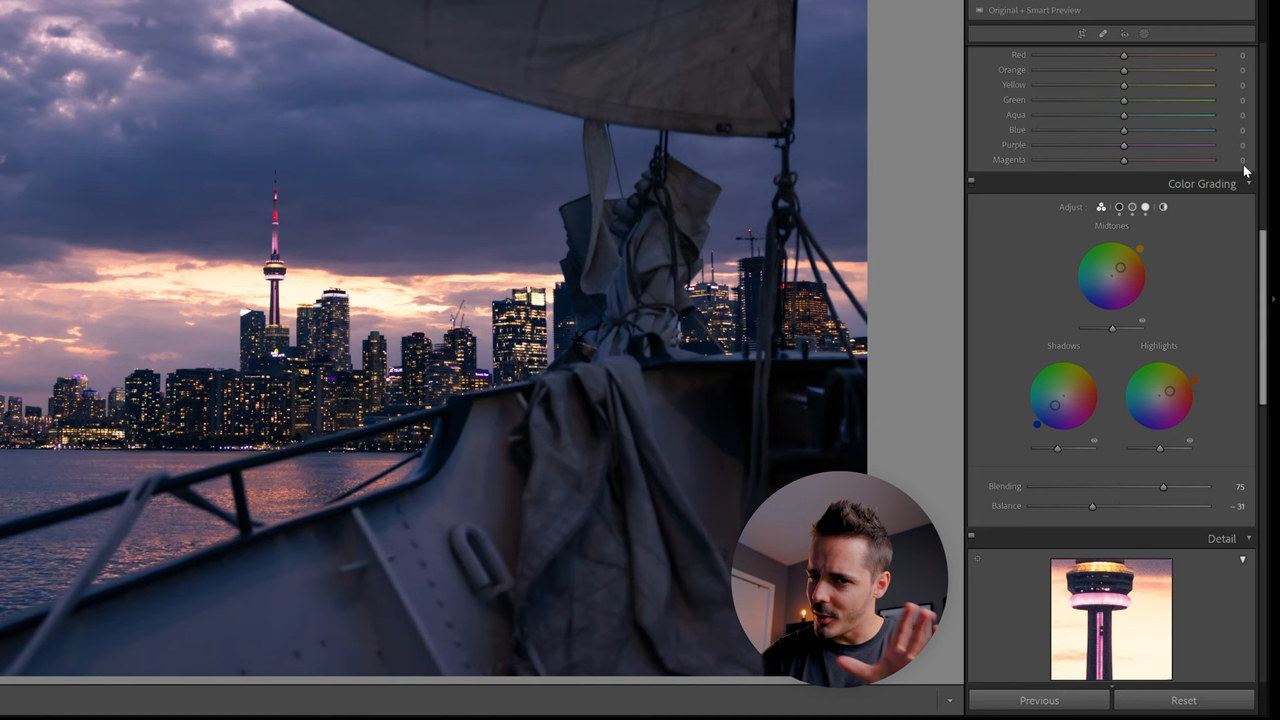 Original + Smart Preview
Red 0
Orange 0
Yellow 0
Green 0
Aqua 0
Blue 0
Purple 0
Magenta 0
Color Grading
Adjust :
Midtones
Shadows Highlights
Blending 75
Balance – 31
Detail
Previous Reset